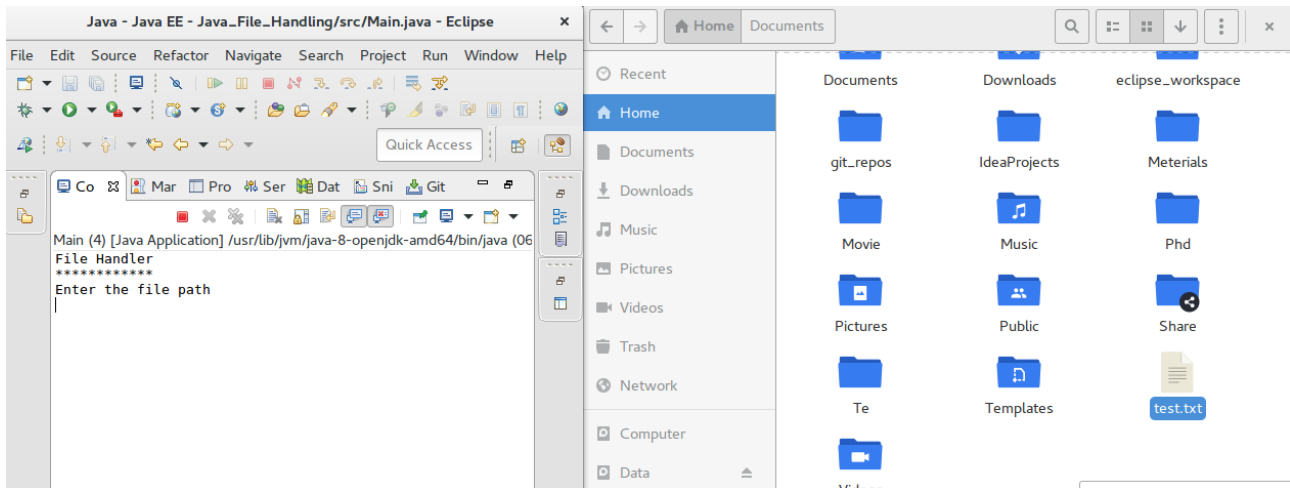 Java - Java EE - Java_File_Handling/src/Main.java - Eclipse
File Edit Source Refactor Navigate Search Project Run Window Help
Quick Access
Co Mar Pro Ser Dat Sni Git
Main (4) [Java Application] /usr/lib/jvm/java-8-openjdk-amd64/bin/java (06
File Handler
************
Enter the file path
Home Documents
Recent
Home
Documents
Downloads
Music
Pictures
Videos
Trash
Network
Computer
Data
Documents Downloads eclipse_workspace
git_repos IdeaProjects Meterials
Movie Music Phd
Pictures Public Share
Te Templates test.txt